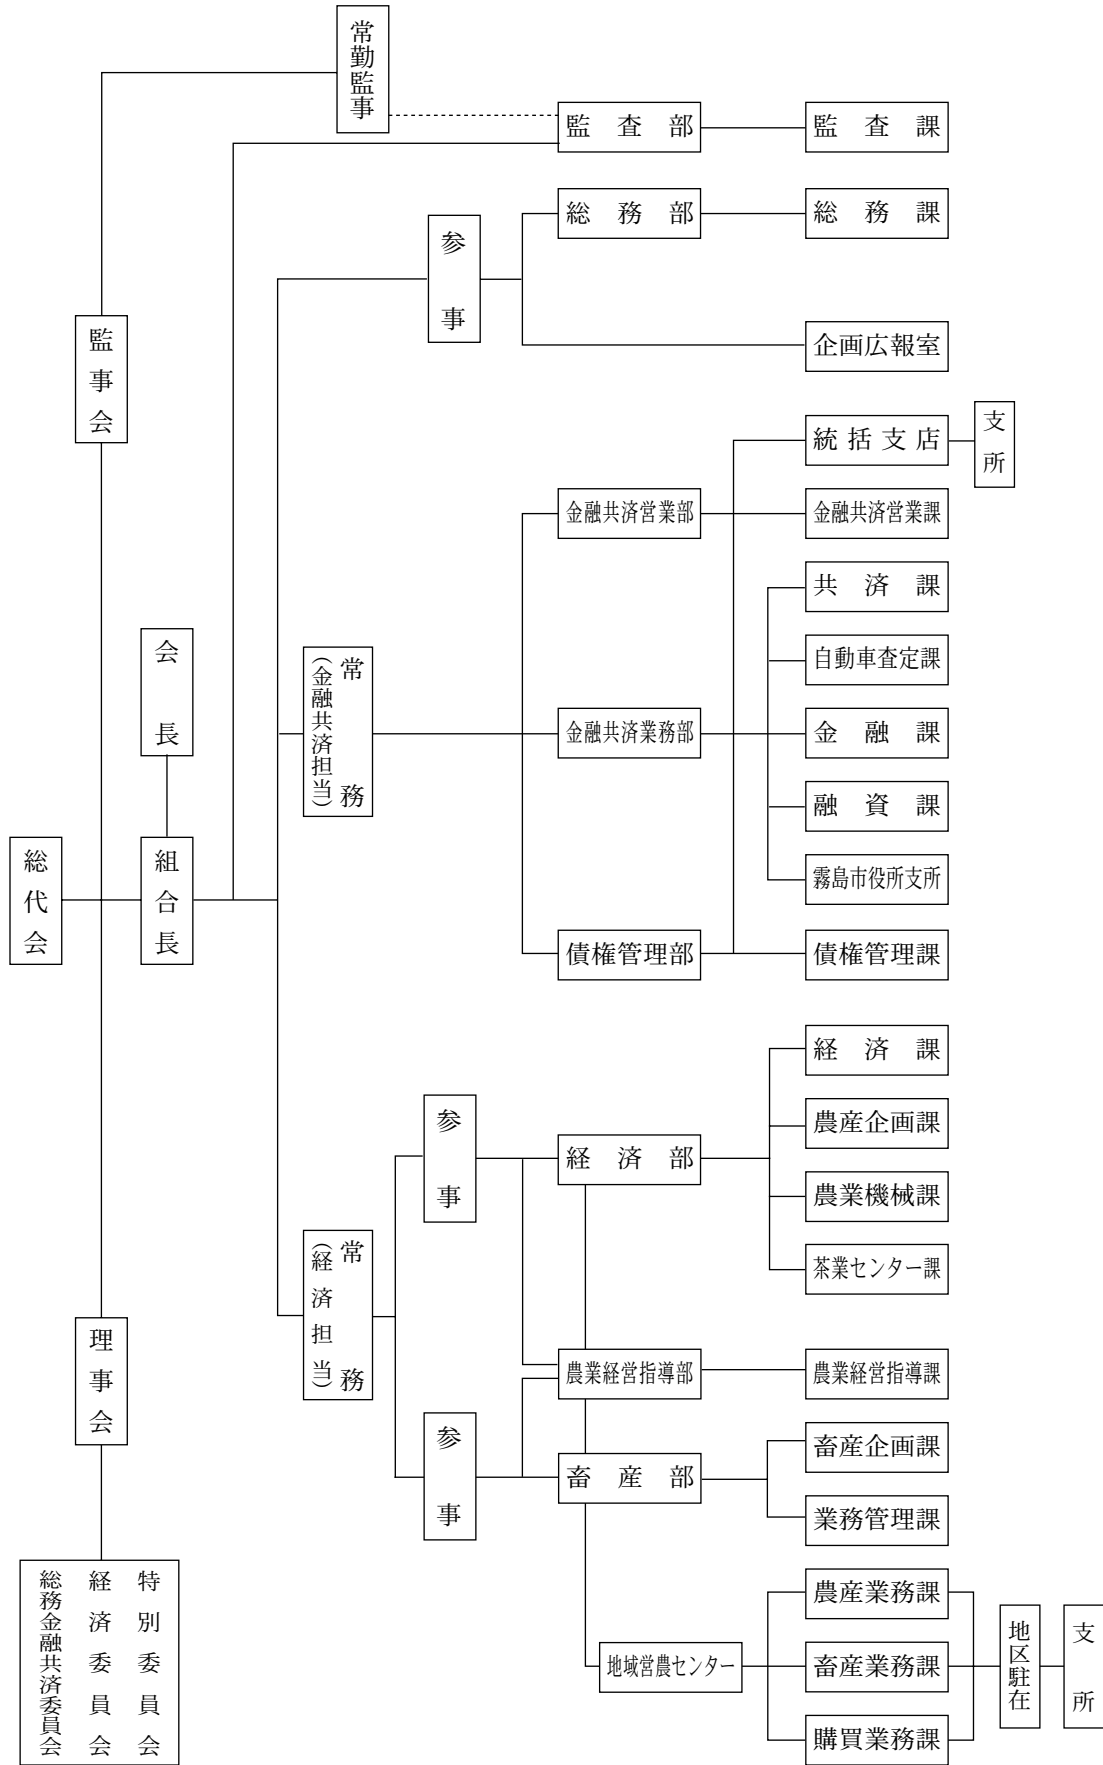 常勤監事
監査部
監査課
総務部
総務課
参事
企画広報室
監事会
統括支店
支所
金融共済営業部
金融共済営業課
共済課
自動車査定課
会長
常務
(金融共済担当)
金融共済業務部
金融課
融資課
霧島市役所支所
総代会
組合長
債権管理部
債権管理課
経済課
参事
農産企画課
経済部
農業機械課
茶業センター課
常務
(経済担当)
理事会
農業経営指導部
農業経営指導課
参事
畜産企画課
畜産部
業務管理課
特別委員会
経済委員会
総務金融共済委員会
農産業務課
地域営農センター
畜産業務課
地区駐在
支所
購買業務課